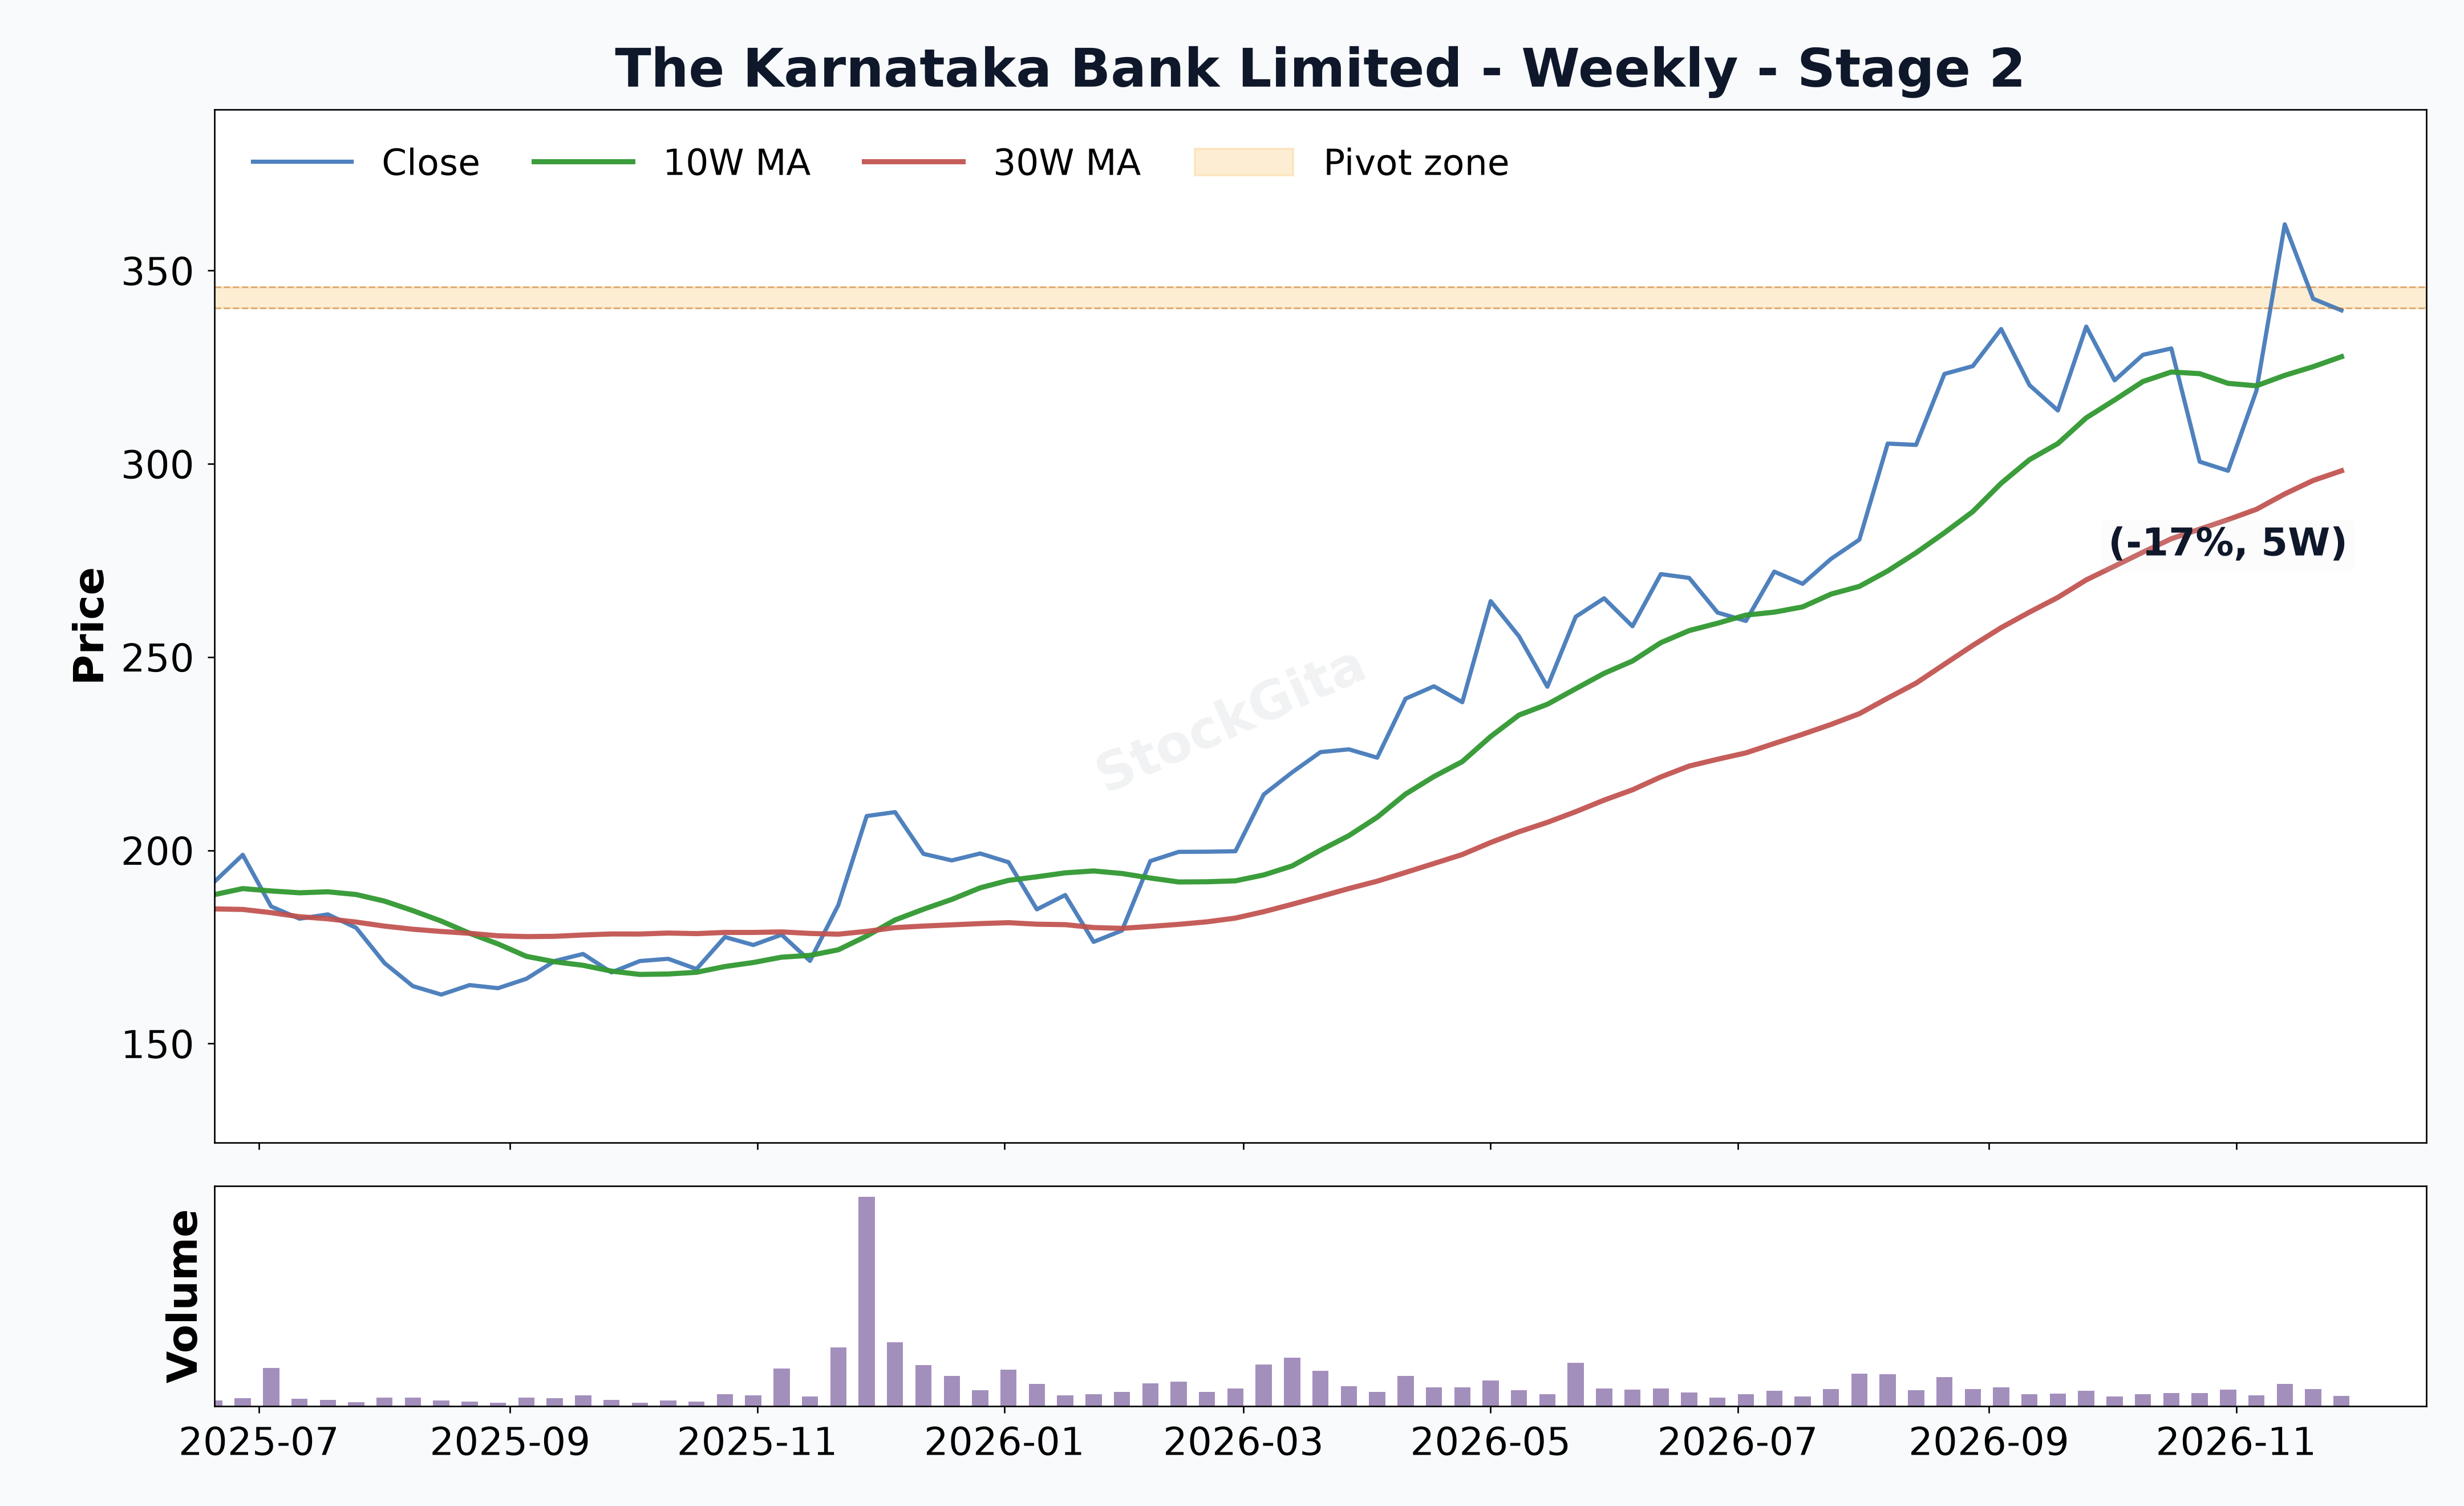 The Karnataka Bank Limited - Weekly - Stage 2
Close 10W MA 30W MA Pivot zone
350
300
250
200
150
Price
(-17%, 5W)
StockGita
Volume
2025-07 2025-09 2025-11 2026-01 2026-03 2026-05 2026-07 2026-09 2026-11